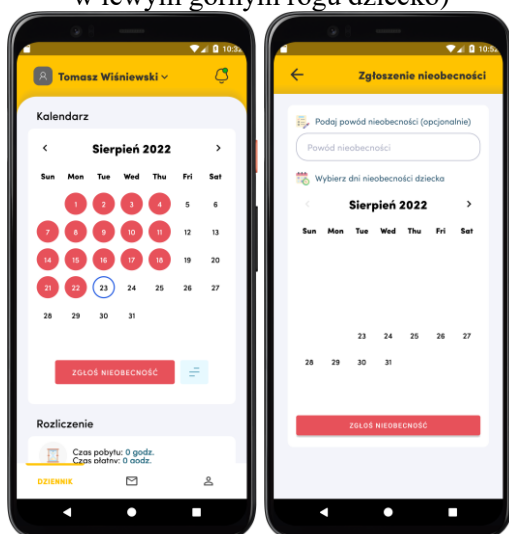 w lewym górnym rogu dziecko)
Tomasz Wiśniewski
Kalendarz
Sierpień 2022
Sun Mon Tue Wed Thu Fri Sat
1 2 3 4 5 6
7 8 9 10 11 12 13
14 15 16 17 18 19 20
21 22 23 24 25 26 27
28 29 30 31
ZGŁOŚ NIEOBECNOŚĆ
Rozliczenie
Czas pobytu: 0 godz.
Czas płatny: 0 godz.
DZIENNIK
Zgłoszenie nieobecności
Podaj powód nieobecności (opcjonalnie)
Powód nieobecności
Wybierz dni nieobecności dziecka
Sierpień 2022
Sun Mon Tue Wed Thu Fri Sat
23 24 25 26 27
28 29 30 31
ZGŁOŚ NIEOBECNOŚĆ